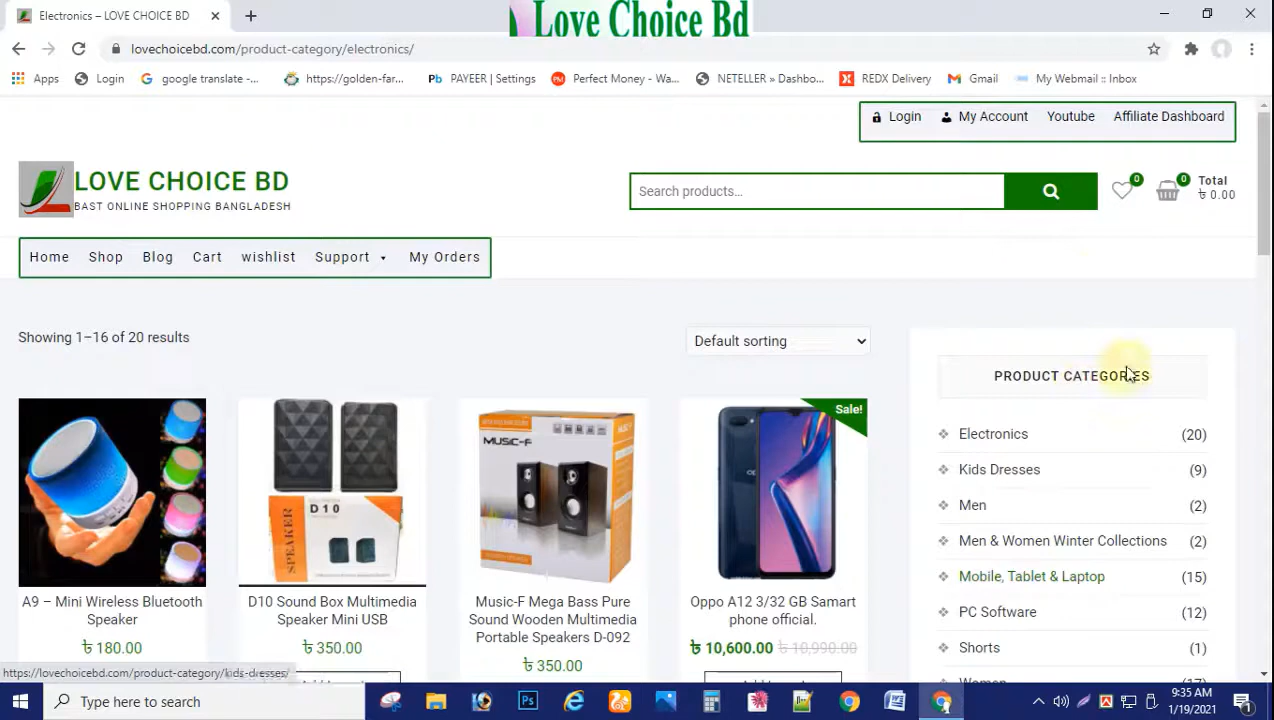 Electronics – LOVE CHOICE BD
Love Choice Bd
lovechoicebd.com/product-category/electronics/
Apps
Login
google translate -...
https://golden-far...
Pb PAYEER | Settings
PM Perfect Money - Wa...
NETELLER » Dashbo...
REDX Delivery
Gmail
My Webmail :: Inbox
Login My Account Youtube Affiliate Dashboard
LOVE CHOICE BD
BAST ONLINE SHOPPING BANGLADESH
Search products...
0
0
Total
৳ 0.00
Home Shop Blog Cart wishlist Support My Orders
Showing 1–16 of 20 results
Default sorting
PRODUCT CATEGORIES
Electronics (20)
Kids Dresses (9)
Men (2)
Men & Women Winter Collections (2)
Mobile, Tablet & Laptop (15)
PC Software (12)
Shorts (1)
SPEAKER
D10
MUSIC-F
Sale!
A9 – Mini Wireless Bluetooth
Speaker
৳ 180.00
D10 Sound Box Multimedia
Speaker Mini USB
৳ 350.00
Music-F Mega Bass Pure
Sound Wooden Multimedia
Portable Speakers D-092
৳ 350.00
Oppo A12 3/32 GB Samart
phone official.
৳ 10,600.00 ৳ 10,990.00
https://lovechoicebd.com/product-category/kids-dresses/
Type here to search
Ps
9:35 AM
1/19/2021
1